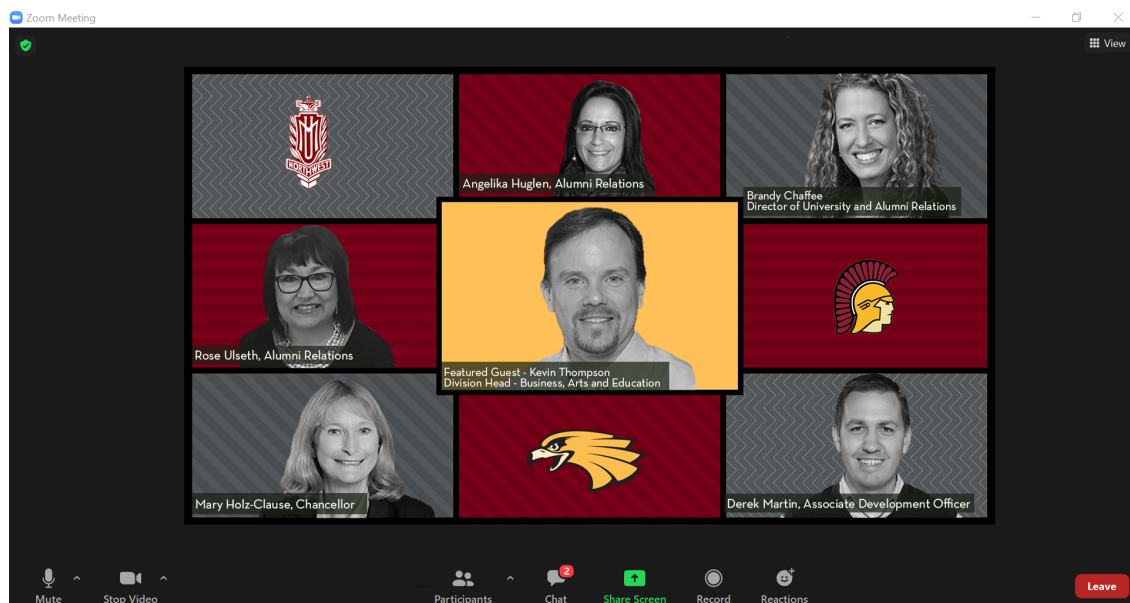 Zoom Meeting
View
NORTHWEST
Angelika Huglen, Alumni Relations
Brandy Chaffee
Director of University and Alumni Relations
Rose Ulseth, Alumni Relations
Featured Guest - Kevin Thompson
Division Head - Business, Arts and Education
Mary Holz-Clause, Chancellor
Derek Martin, Associate Development Officer
2
Mute
Stop Video
Participants
Chat
Share Screen
Record
Reactions
Leave